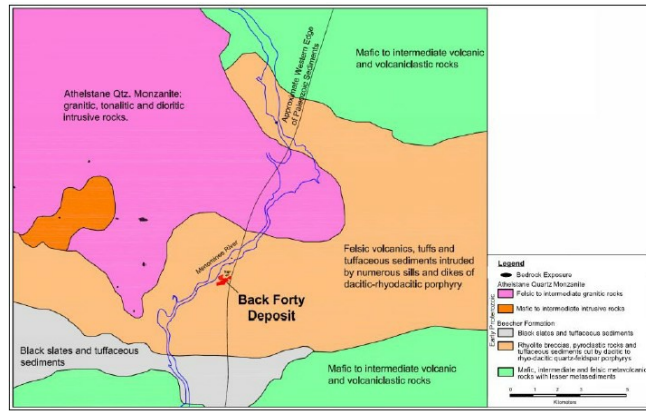 Mafic to intermediate volcanic
and volcaniclastic rocks
Approximate Western Edge
of Paleozoic Sediments
Athelstane Qtz. Monzanite:
granitic, tonalitic and dioritic
intrusive rocks.
Menominee River
Felsic volcanics, tuffs and
tuffaceous sediments intruded
by numerous sills and dikes of
dacitic-rhyodacitic porphyry
Back Forty
Deposit
Black slates and tuffaceous
sediments
Mafic to intermediate volcanic
and volcaniclastic rocks
Legend
Bedrock Exposure
Athelstane Quartz Monzanite
Felsic to intermediate granitic rocks
Mafic to intermediate intrusive rocks
Beecher Formation
Black slates and tuffaceous sediments
Rhyolite breccias, pyroclastic rocks and
tuffaceous sediments cut by dacitic to
rhyo-dacitic quartz-feldspar porphyrys
Mafic, intermediate and felsic metavolcanic
rocks with lesser metasediments
Early Proterozoic
Kilometers